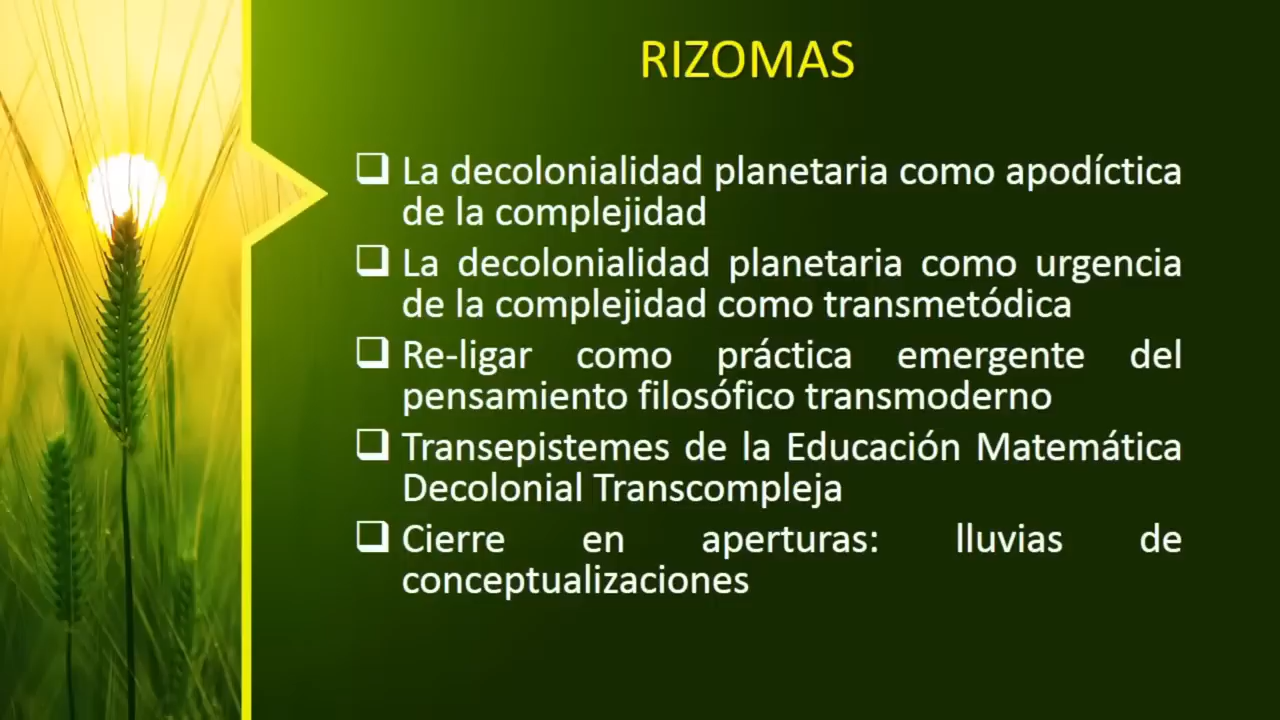 RIZOMAS
La decolonialidad planetaria como apodíctica
de la complejidad
La decolonialidad planetaria como urgencia
de la complejidad como transmetódica
Re-ligar como práctica emergente del
pensamiento filosófico transmoderno
Transepistemes de la Educación Matemática
Decolonial Transcompleja
Cierre en aperturas: lluvias de
conceptualizaciones